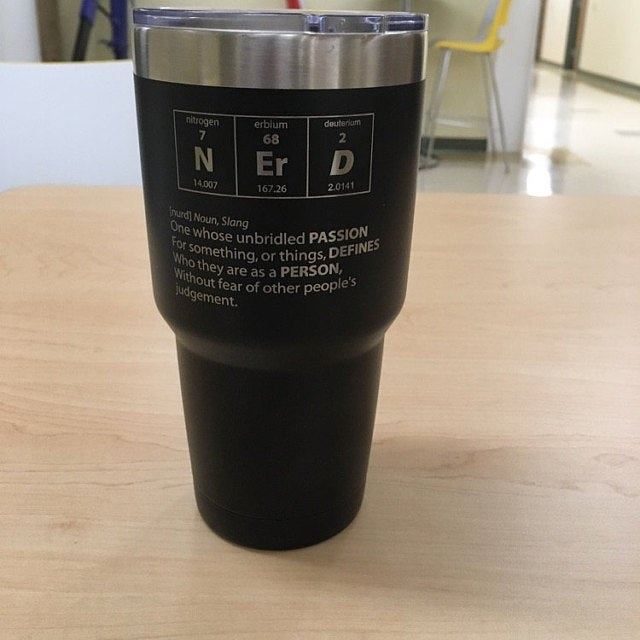 nitrogen erbium deuterium
7 68 2
N Er D
14.007 167.26 2.0141
[nurd] Noun, Slang
One whose unbridled PASSION
For something, or things, DEFINES
Who they are as a PERSON,
Without fear of other people's
judgement.